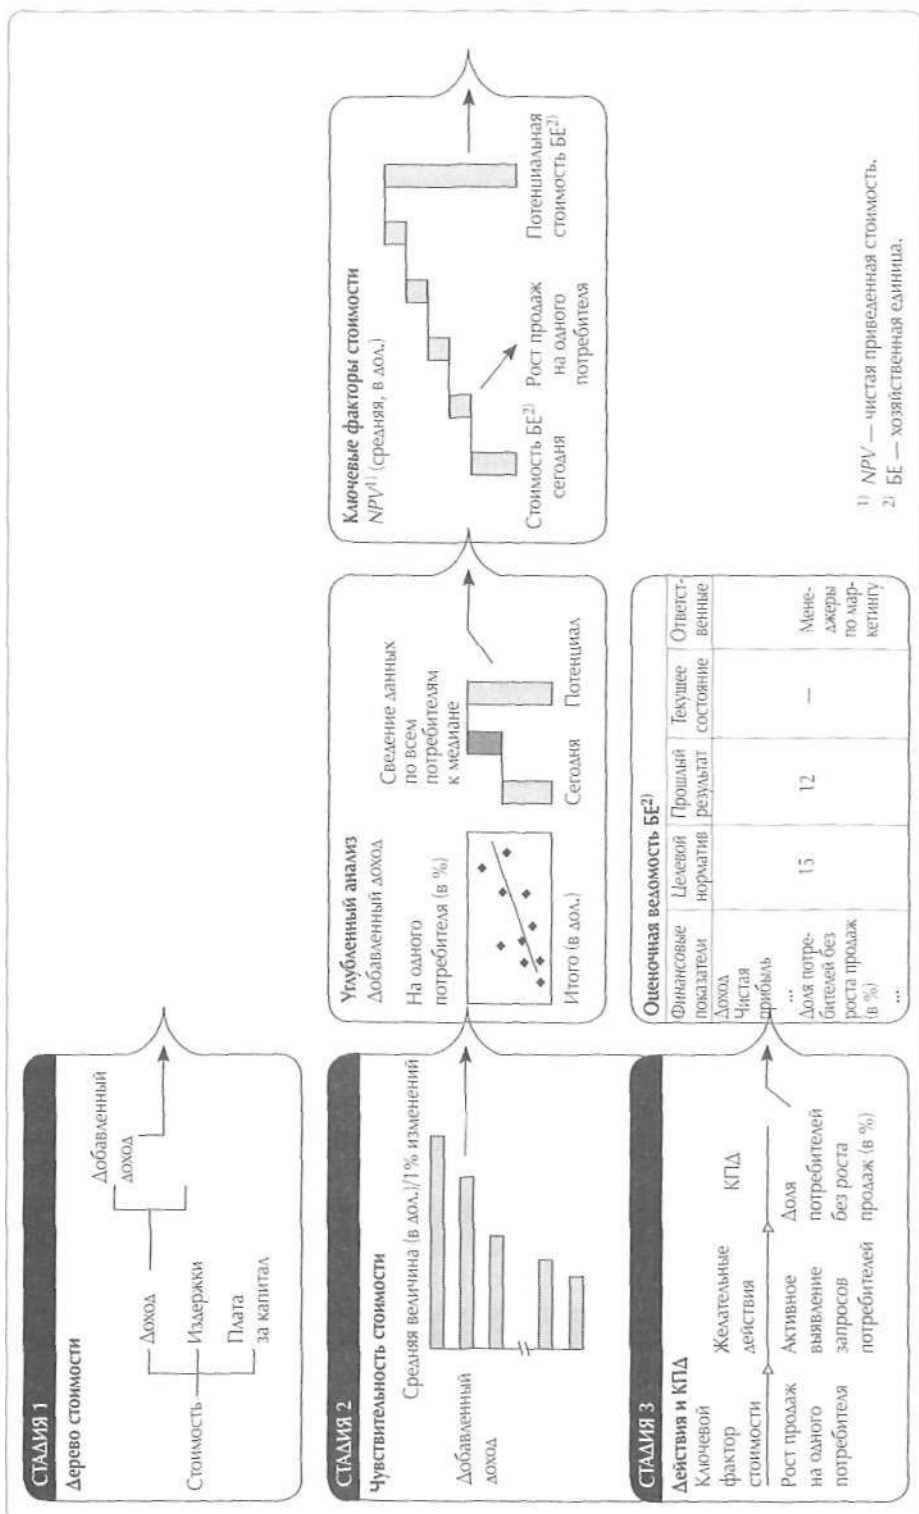 СТАДИЯ 1
Дерево стоимости
Стоимость
Доход
Издержки
Плата
за капитал
Добавленный
доход
СТАДИЯ 2
Чувствительность стоимости
Средняя величина (в дол.)/1% изменений
Добавленный
доход
Углубленный анализ
Добавленный доход
На одного
потребителя (в %)
Итого (в дол.)
Сведение данных
по всем
потребителям
к медиане
Сегодня
Потенциал
Ключевые факторы стоимости
NPV1) (средняя, в дол.)
Стоимость БЕ2)
сегодня
Рост продаж
на одного
потребителя
Потенциальная
стоимость БЕ2)
СТАДИЯ 3
Действия и КПД
Ключевой
фактор
стоимости
Желательные
действия
КПД
Рост продаж
на одного
потребителя
Активное
выявление
запросов
потребителей
Доля
потребителей
без роста
продаж (в %)
Оценочная ведомость БЕ2)
Финансовые
показатели
Целевой
норматив
Прошлый
результат
Текущее
состояние
Ответст-
венные
Доход
Чистая
прибыль
...
Доля потре-
бителей без
роста продаж
(в %)
...
15
12
—
Мене-
джеры
по мар-
кетингу
1) NPV — чистая приведенная стоимость.
2) БЕ — хозяйственная единица.